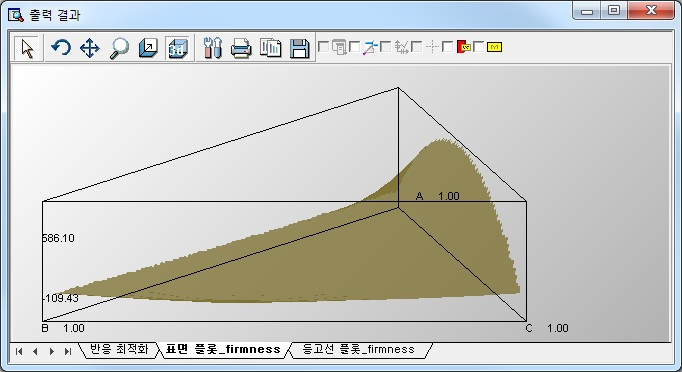 출력 결과
A 1.00
586.10
-109.43
B 1.00
C 1.00
반응 최적화 표면 플롯_firmness 등고선 플롯_firmness